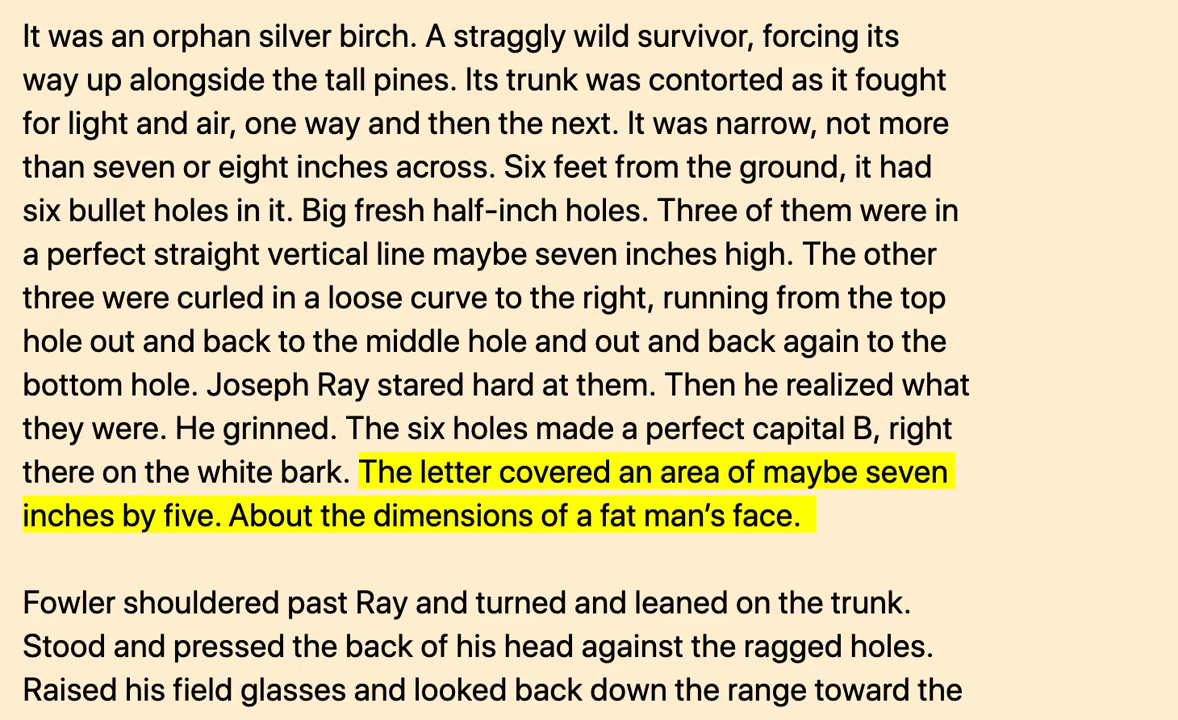 It was an orphan silver birch. A straggly wild survivor, forcing its
way up alongside the tall pines. Its trunk was contorted as it fought
for light and air, one way and then the next. It was narrow, not more
than seven or eight inches across. Six feet from the ground, it had
six bullet holes in it. Big fresh half-inch holes. Three of them were in
a perfect straight vertical line maybe seven inches high. The other
three were curled in a loose curve to the right, running from the top
hole out and back to the middle hole and out and back again to the
bottom hole. Joseph Ray stared hard at them. Then he realized what
they were. He grinned. The six holes made a perfect capital B, right
there on the white bark. The letter covered an area of maybe seven
inches by five. About the dimensions of a fat man’s face.
Fowler shouldered past Ray and turned and leaned on the trunk.
Stood and pressed the back of his head against the ragged holes.
Raised his field glasses and looked back down the range toward the